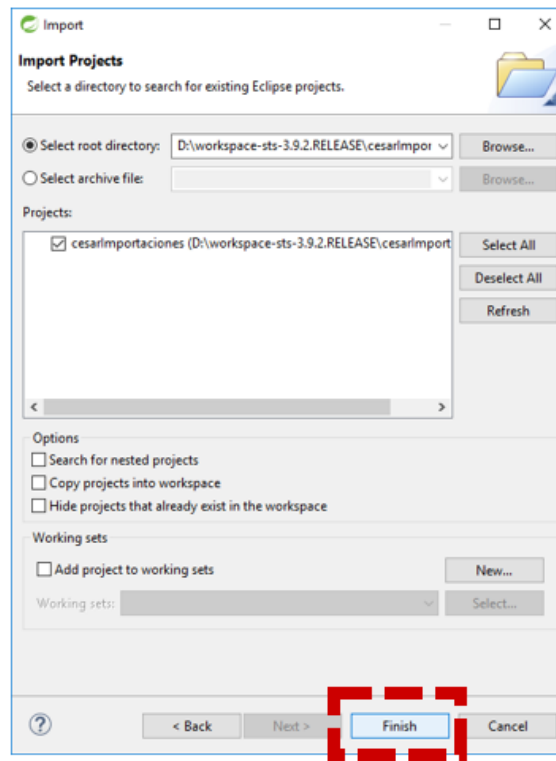 Import
Import Projects
Select a directory to search for existing Eclipse projects.
Select root directory: D:\workspace-sts-3.9.2.RELEASE\cesarImpor Browse...
Select archive file: Browse...
Projects:
cesarImportaciones (D:\workspace-sts-3.9.2.RELEASE\cesarImport Select All
Deselect All
Refresh
Options
Search for nested projects
Copy projects into workspace
Hide projects that already exist in the workspace
Working sets
Add project to working sets New...
Working sets: Select...
? < Back Next > Finish Cancel